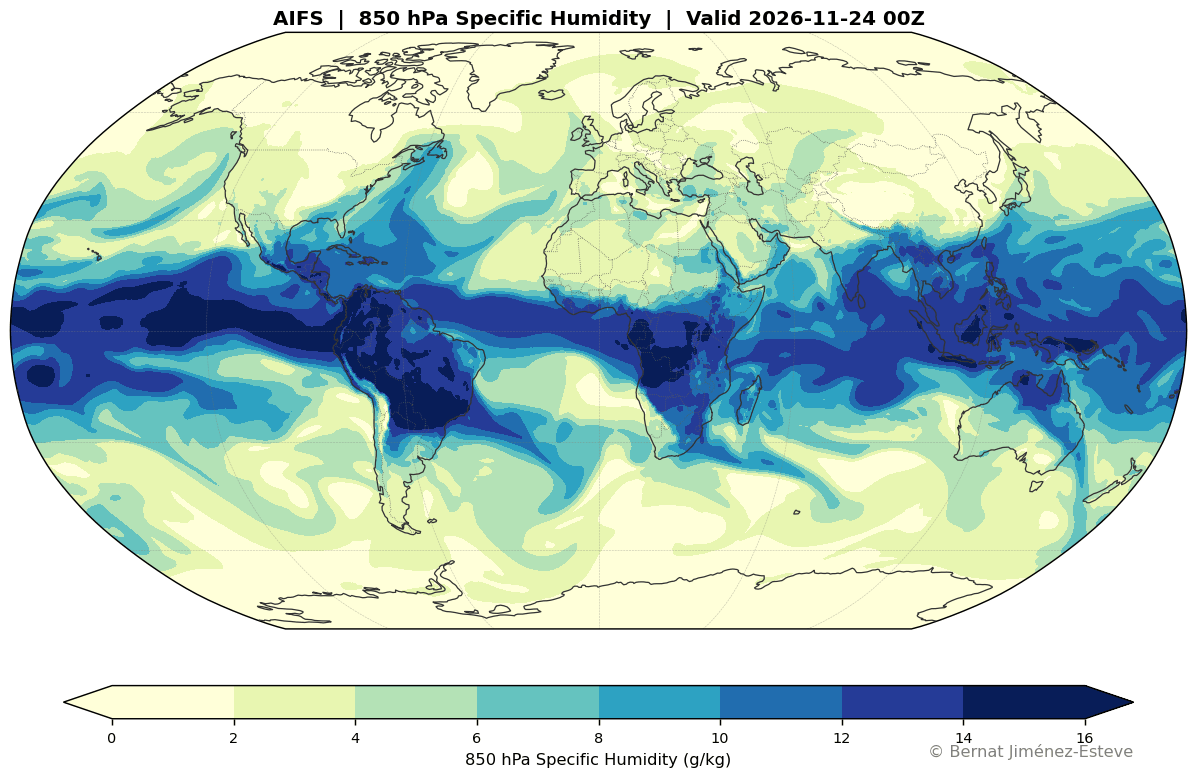 AIFS | 850 hPa Specific Humidity | Valid 2026-11-24 00Z
0 2 4 6 8 10 12 14 16
850 hPa Specific Humidity (g/kg)
© Bernat Jiménez-Esteve